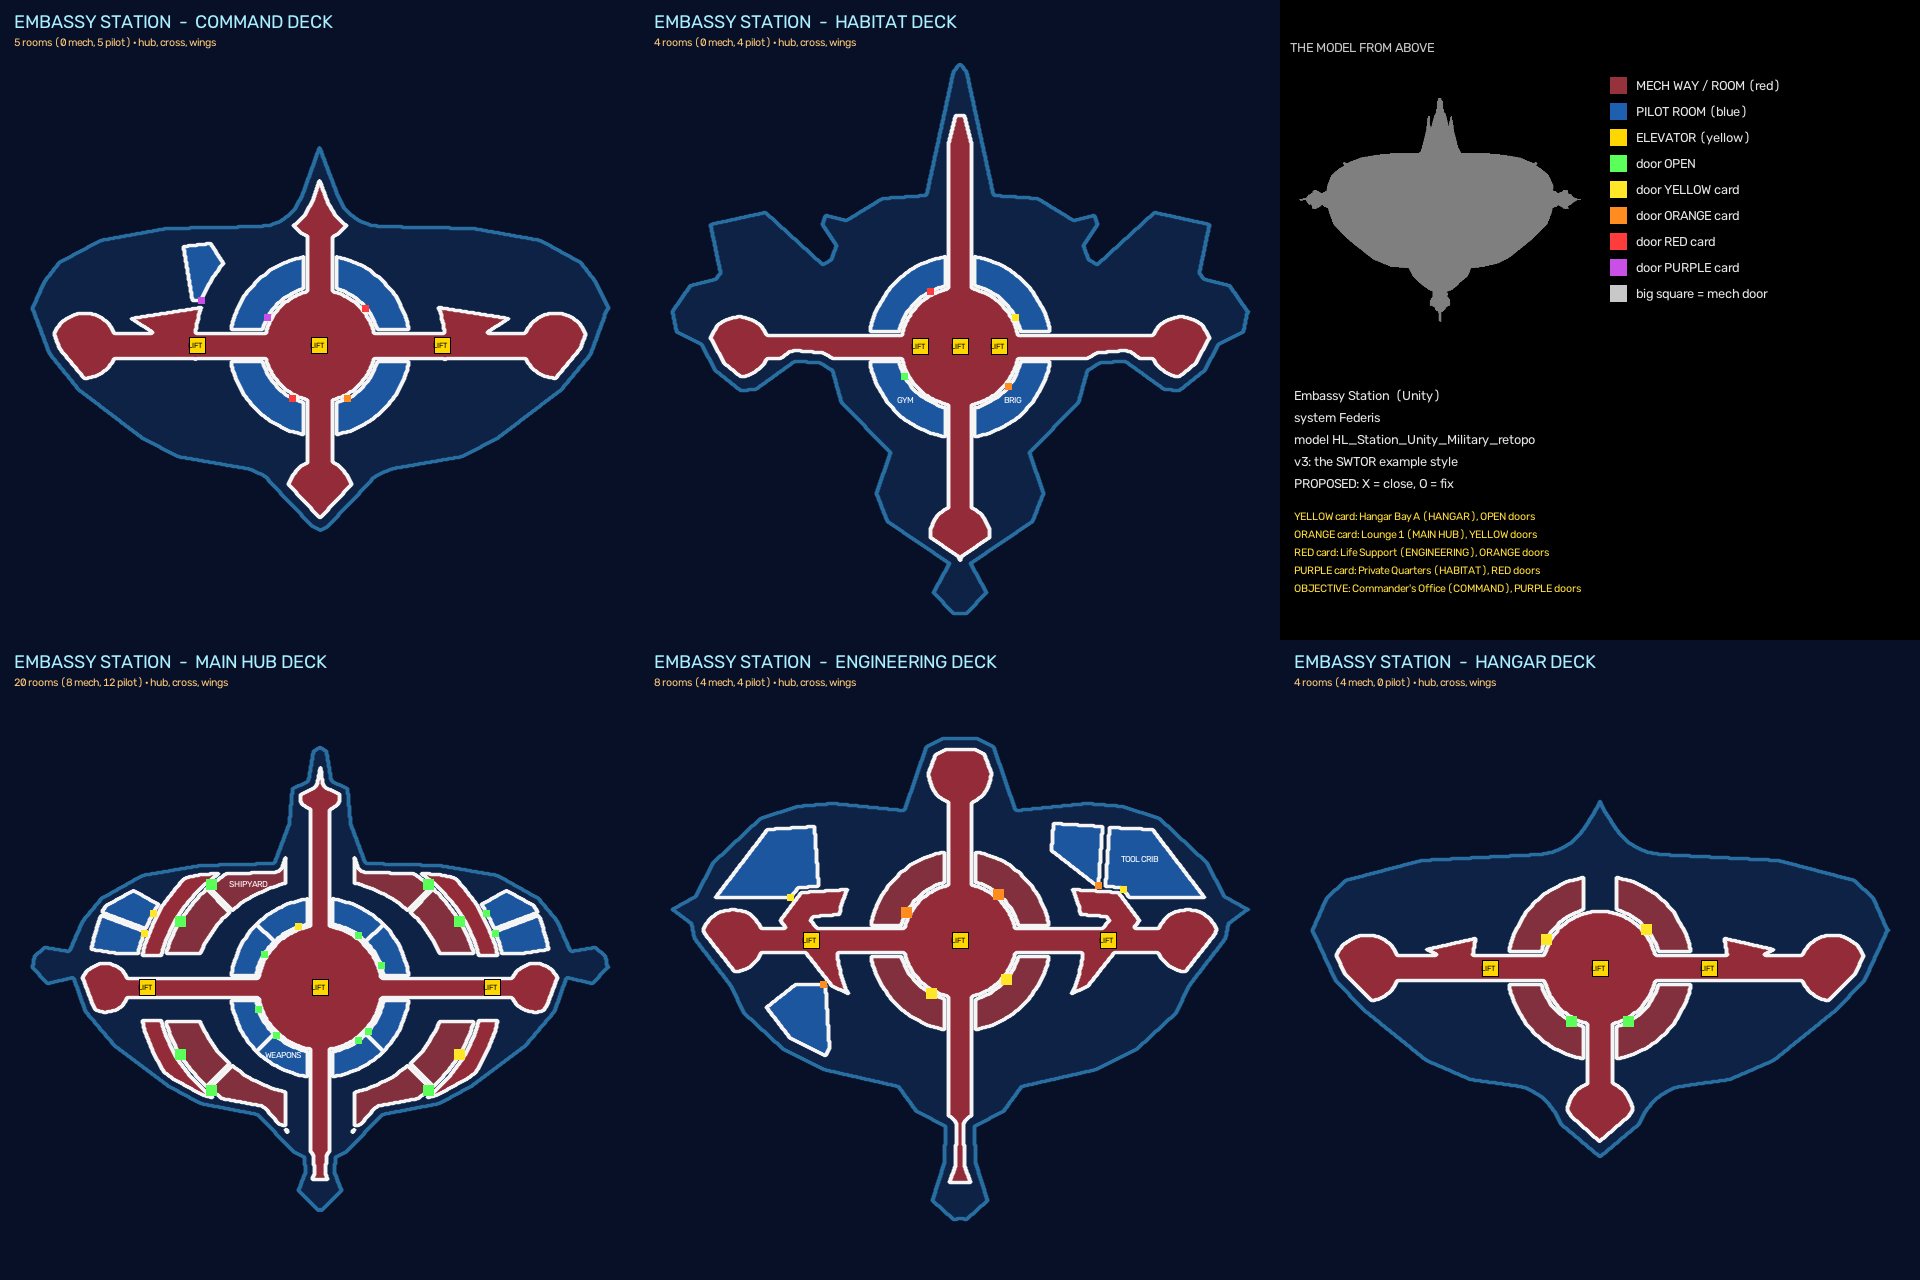 EMBASSY STATION - COMMAND DECK
5 rooms (0 mech, 5 pilot) • hub, cross, wings
LIFT
LIFT
LIFT
EMBASSY STATION - HABITAT DECK
4 rooms (0 mech, 4 pilot) • hub, cross, wings
LIFT
LIFT
LIFT
GYM
BRIG
THE MODEL FROM ABOVE
MECH WAY / ROOM (red)
PILOT ROOM (blue)
ELEVATOR (yellow)
door OPEN
door YELLOW card
door ORANGE card
door RED card
door PURPLE card
big square = mech door
Embassy Station (Unity)
system Federis
model HL_Station_Unity_Military_retopo
v3: the SWTOR example style
PROPOSED: X = close, O = fix
YELLOW card: Hangar Bay A (HANGAR), OPEN doors
ORANGE card: Lounge 1 (MAIN HUB), YELLOW doors
RED card: Life Support (ENGINEERING), ORANGE doors
PURPLE card: Private Quarters (HABITAT), RED doors
OBJECTIVE: Commander's Office (COMMAND), PURPLE doors
EMBASSY STATION - MAIN HUB DECK
20 rooms (8 mech, 12 pilot) • hub, cross, wings
SHIPYARD
LIFT
LIFT
LIFT
WEAPONS
EMBASSY STATION - ENGINEERING DECK
8 rooms (4 mech, 4 pilot) • hub, cross, wings
TOOL CRIB
LIFT
LIFT
LIFT
EMBASSY STATION - HANGAR DECK
4 rooms (4 mech, 0 pilot) • hub, cross, wings
LIFT
LIFT
LIFT